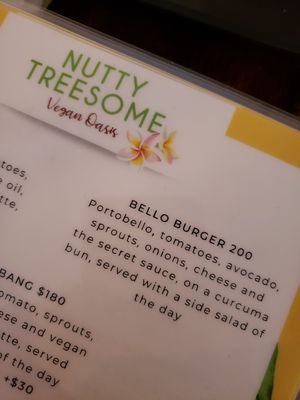 NUTTY
TREESOME
Vegan Oasis
BELLO BURGER 200
Portobello, tomatoes, avocado,
sprouts, onions, cheese and
the secret sauce, on a curcuma
bun, served with a side salad of
the day
toes,
oil,
tte,
BANG $180
omato, sprouts,
ese and vegan
tte, served
of the day
+$30